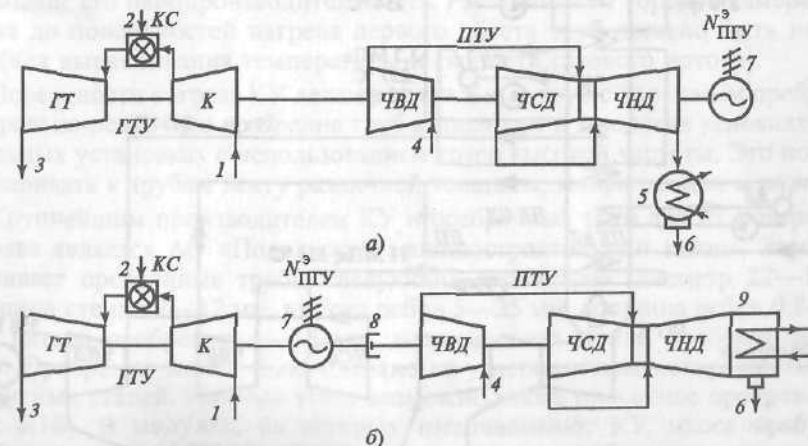 2 КС
ПТУ
N^Э_ПГУ
7
ГТ
К
ЧВД
ЧСД
ЧНД
ГТУ
3
1
4
5
а)
6
2 КС
N^Э_ПГУ
ПТУ
7
8
9
ГТ
К
ЧВД
ЧСД
ЧНД
ГТУ
3
1
4
6
б)